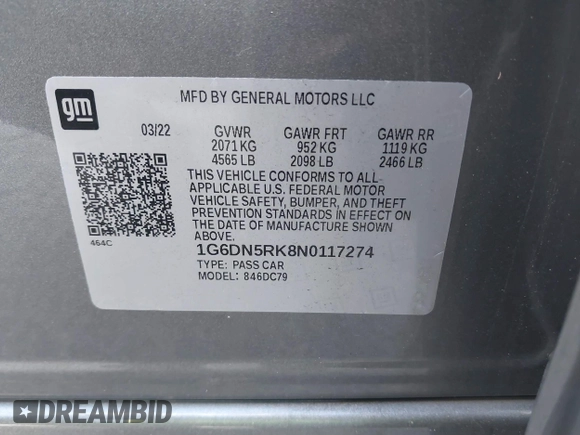 gm
MFD BY GENERAL MOTORS LLC
03/22 GVWR GAWR FRT GAWR RR
2071 KG 952 KG 1119 KG
4565 LB 2098 LB 2466 LB
THIS VEHICLE CONFORMS TO ALL
APPLICABLE U.S. FEDERAL MOTOR
VEHICLE SAFETY, BUMPER, AND THEFT
PREVENTION STANDARDS IN EFFECT ON
THE DATE OF MANUFACTURE SHOWN
ABOVE.
454C
1G6DN5RK8N0117274
TYPE: PASS CAR
MODEL: 846DC79
DREAMBID